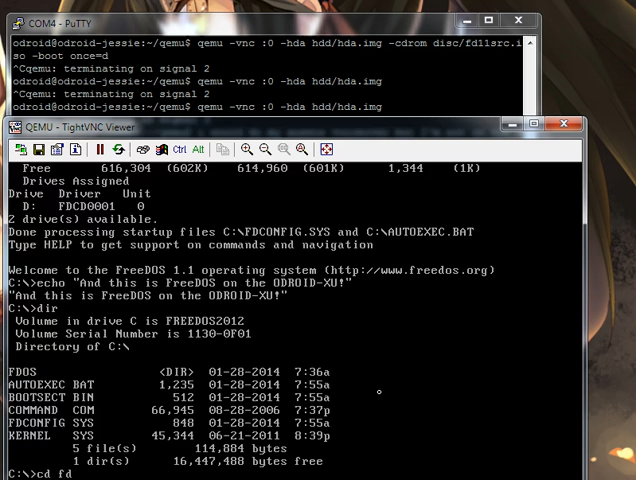 COM4 - PuTTY
odroid@odroid-jessie:~/qemu$ qemu -vnc :0 -hda hdd/hda.img -cdrom disc/fd11src.i
so -boot once=d
^Cqemu: terminating on signal 2
odroid@odroid-jessie:~/qemu$ qemu -vnc :0 -hda hdd/hda.img
^Cqemu: terminating on signal 2
odroid@odroid-jessie:~/qemu$ qemu -vnc :0 -hda hdd/hda.img
QEMU - TightVNC Viewer
Ctrl Alt
Free 616,304 (602K) 614,960 (601K) 1,344 (1K)
Drives Assigned
Drive Driver Unit
D: FDCD0001 0
2 drive(s) available.
Done processing startup files C:\FDCONFIG.SYS and C:\AUTOEXEC.BAT
Type HELP to get support on commands and navigation
Welcome to the FreeDOS 1.1 operating system (http://www.freedos.org)
C:\>echo "And this is FreeDOS on the ODROID-XU!"
"And this is FreeDOS on the ODROID-XU!"
C:\>dir
Volume in drive C is FREEDOS2012
Volume Serial Number is 1130-0F01
Directory of C:\
FDOS <DIR> 01-28-2014 7:36a
AUTOEXEC BAT 1,235 01-28-2014 7:55a
BOOTSECT BIN 512 01-28-2014 7:55a
COMMAND COM 66,945 08-28-2006 7:37p
FDCONFIG SYS 848 01-28-2014 7:55a
KERNEL SYS 45,344 06-21-2011 8:39p
5 file(s) 114,884 bytes
1 dir(s) 16,447,488 bytes free
C:\>cd fd